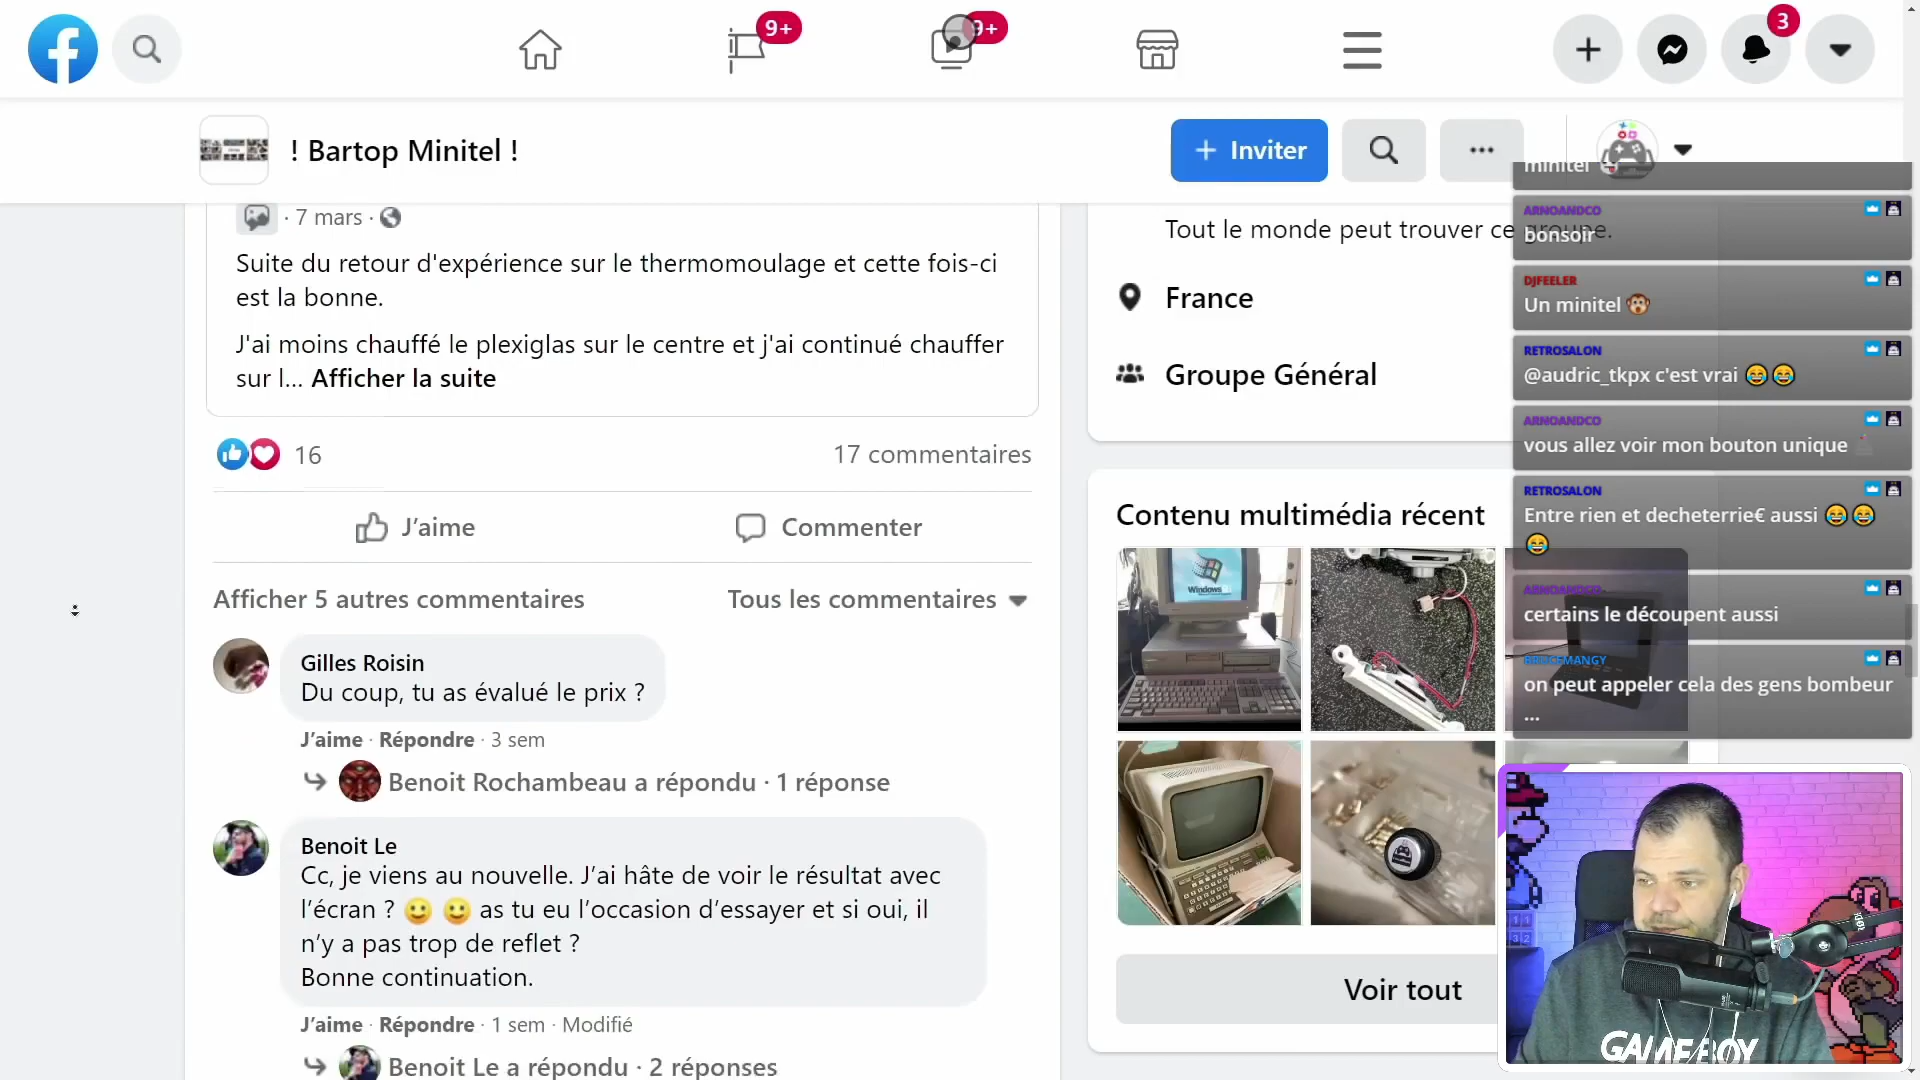 9+
9+
3
! Bartop Minitel !
+ Inviter
· 7 mars ·
Suite du retour d'expérience sur le thermomoulage et cette fois-ci
est la bonne.
J'ai moins chauffé le plexiglas sur le centre et j'ai continué chauffer
sur l... Afficher la suite
16
17 commentaires
J’aime
Commenter
Afficher 5 autres commentaires
Tous les commentaires
Gilles Roisin
Du coup, tu as évalué le prix ?
J’aime · Répondre · 3 sem
Benoit Rochambeau a répondu · 1 réponse
Benoit Le
Cc, je viens au nouvelle. J’ai hâte de voir le résultat avec
l’écran ? 🙂 🙂 as tu eu l’occasion d’essayer et si oui, il
n’y a pas trop de reflet ?
Bonne continuation.
J’aime · Répondre · 1 sem · Modifié
Benoit Le a répondu · 2 réponses
Tout le monde peut trouver ce groupe.
France
Groupe Général
Contenu multimédia récent
Windows
Voir tout
minitel
ARNOANDCO
bonsoir
DJFEELER
Un minitel 🙊
RETROSALON
@audric_tkpx c'est vrai 😂😂
ARNOANDCO
vous allez voir mon bouton unique
RETROSALON
Entre rien et decheterrie€ aussi 😂😂
😂
ARNOANDCO
certains le découpent aussi
BRUCEMANGY
on peut appeler cela des gens bombeur
...
GAME BOY